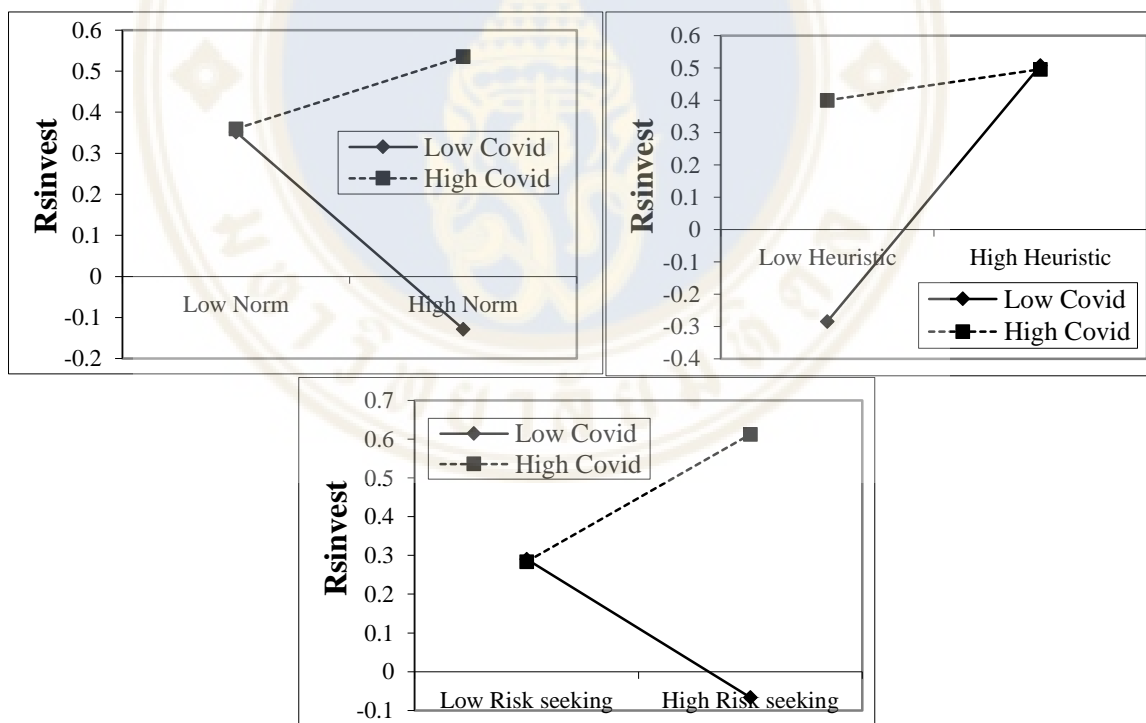 0.6
0.5
0.4
0.3
0.2
0.1
0
-0.1
-0.2
Rsinvest
Low Covid
High Covid
Low Norm
High Norm
0.6
0.5
0.4
0.3
0.2
0.1
0
-0.1
-0.2
-0.3
-0.4
Rsinvest
Low Heuristic
High Heuristic
Low Covid
High Covid
0.7
0.6
0.5
0.4
0.3
0.2
0.1
0
-0.1
Rsinvest
Low Covid
High Covid
Low Risk seeking
High Risk seeking